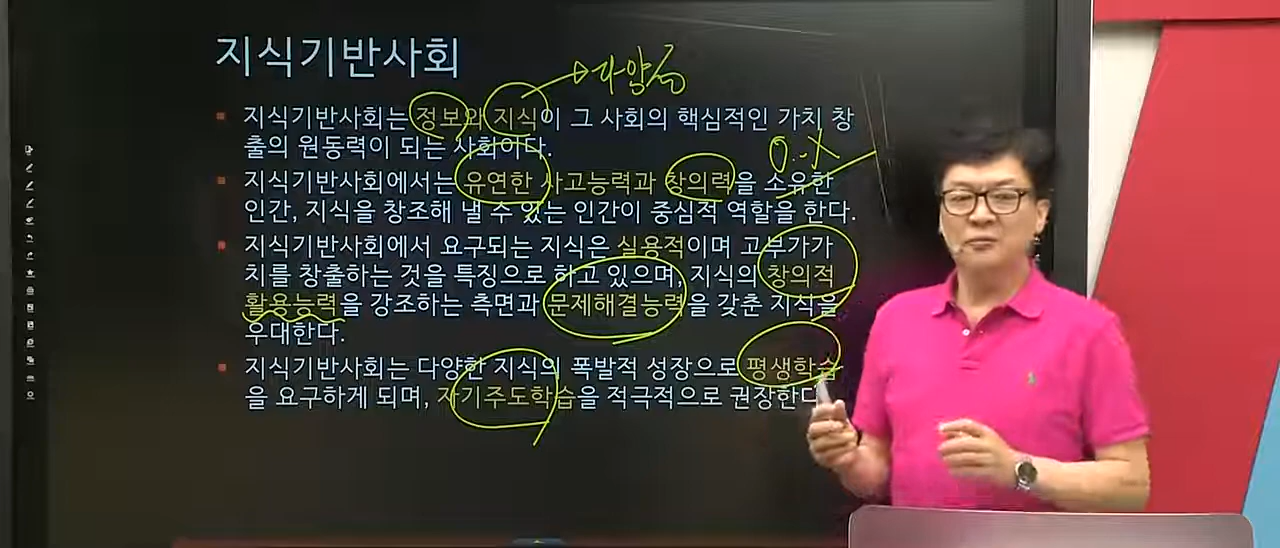 지식기반사회
다양성
지식기반사회는 정보와 지식이 그 사회의 핵심적인 가치 창
출의 원동력이 되는 사회이다.
O..X
지식기반사회에서는 유연한 사고능력과 창의력을 소유한
인간, 지식을 창조해 낼 수 있는 인간이 중심적 역할을 한다.
지식기반사회에서 요구되는 지식은 실용적이며 고부가가
치를 창출하는 것을 특징으로 하고 있으며, 지식의 창의적
활용능력을 강조하는 측면과 문제해결능력을 갖춘 지식을
우대한다.
지식기반사회는 다양한 지식의 폭발적 성장으로 평생학습
을 요구하게 되며, 자기주도학습을 적극적으로 권장한다